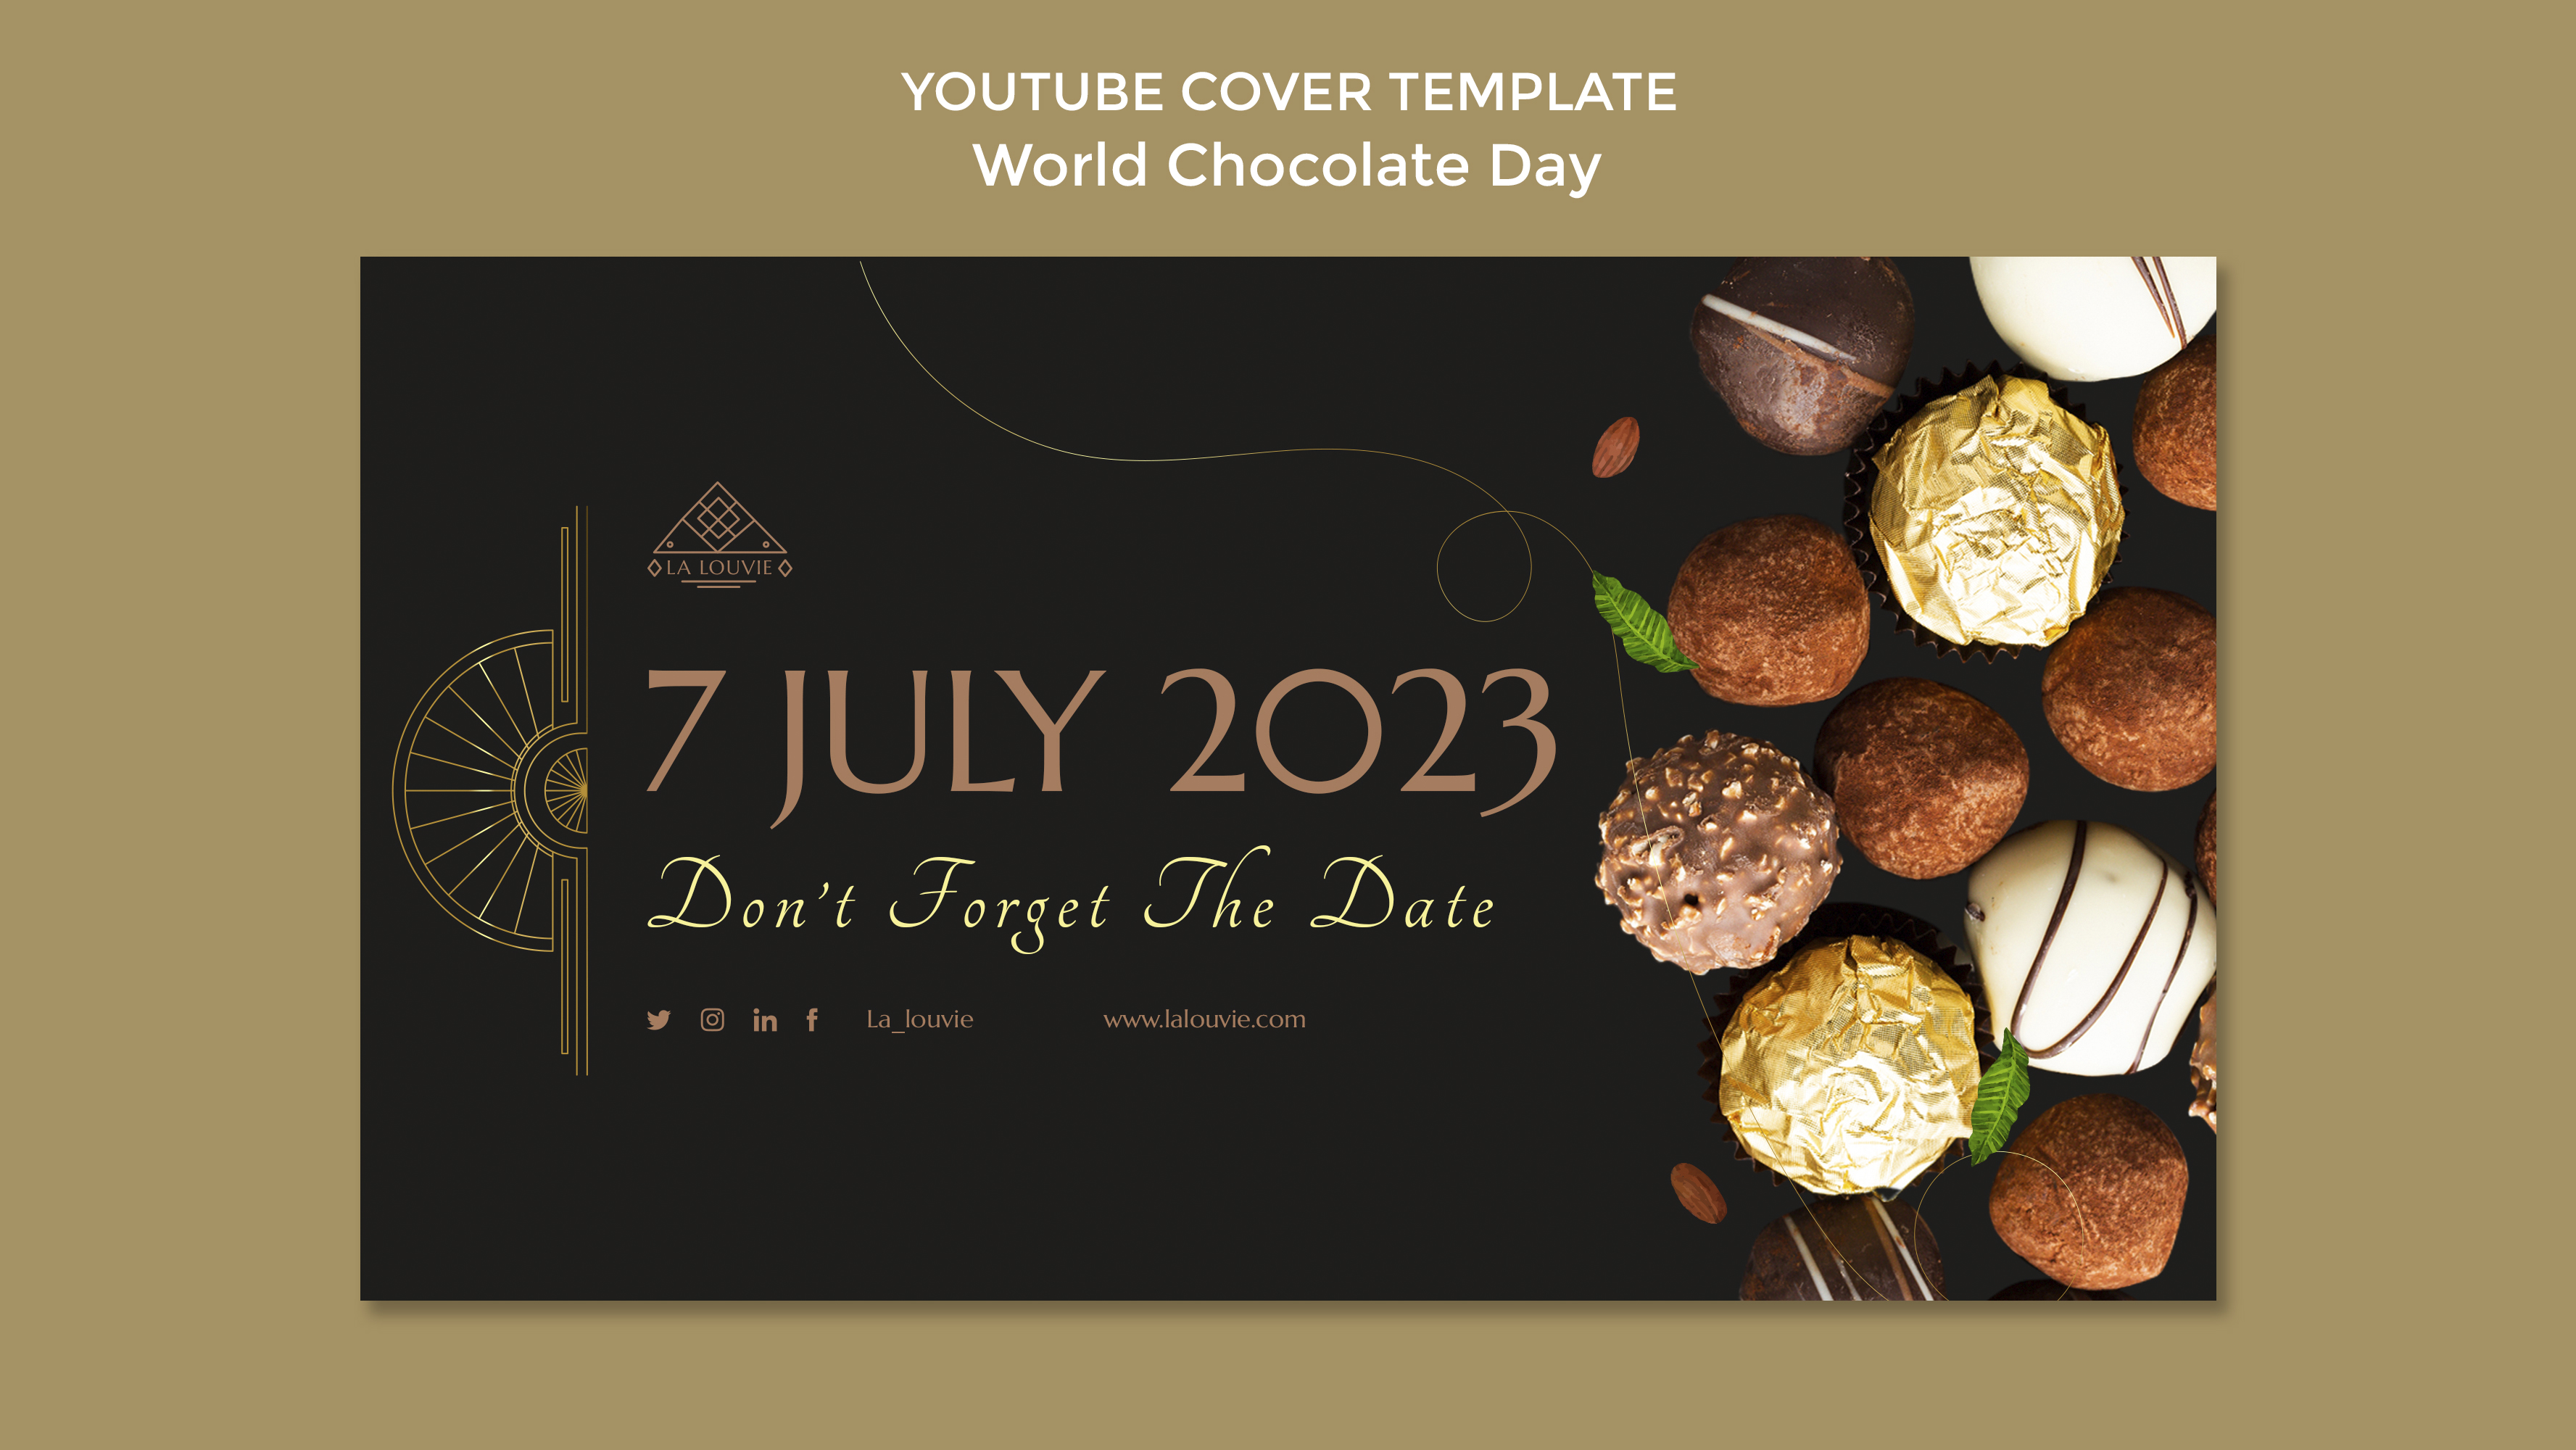 YOUTUBE COVER TEMPLATE
World Chocolate Day
LA LOUVIE
7 JULY 2023
Don't Forget The Date
La_louvie www.lalouvie.com